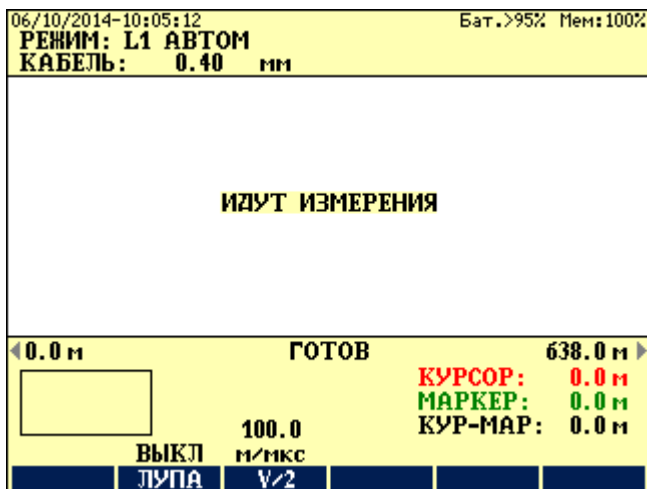 06/10/2014-10:05:12 Бат.>95% Мем:100%
РЕЖИМ: L1 АВТОМ
КАБЕЛЬ: 0.40 мм
ИДУТ ИЗМЕРЕНИЯ
0.0 м ГОТОВ 638.0 м
КУРСОР: 0.0 м
МАРКЕР: 0.0 м
100.0 КУР-МАР: 0.0 м
ВЫКЛ м/мкс
ЛУПА V/2